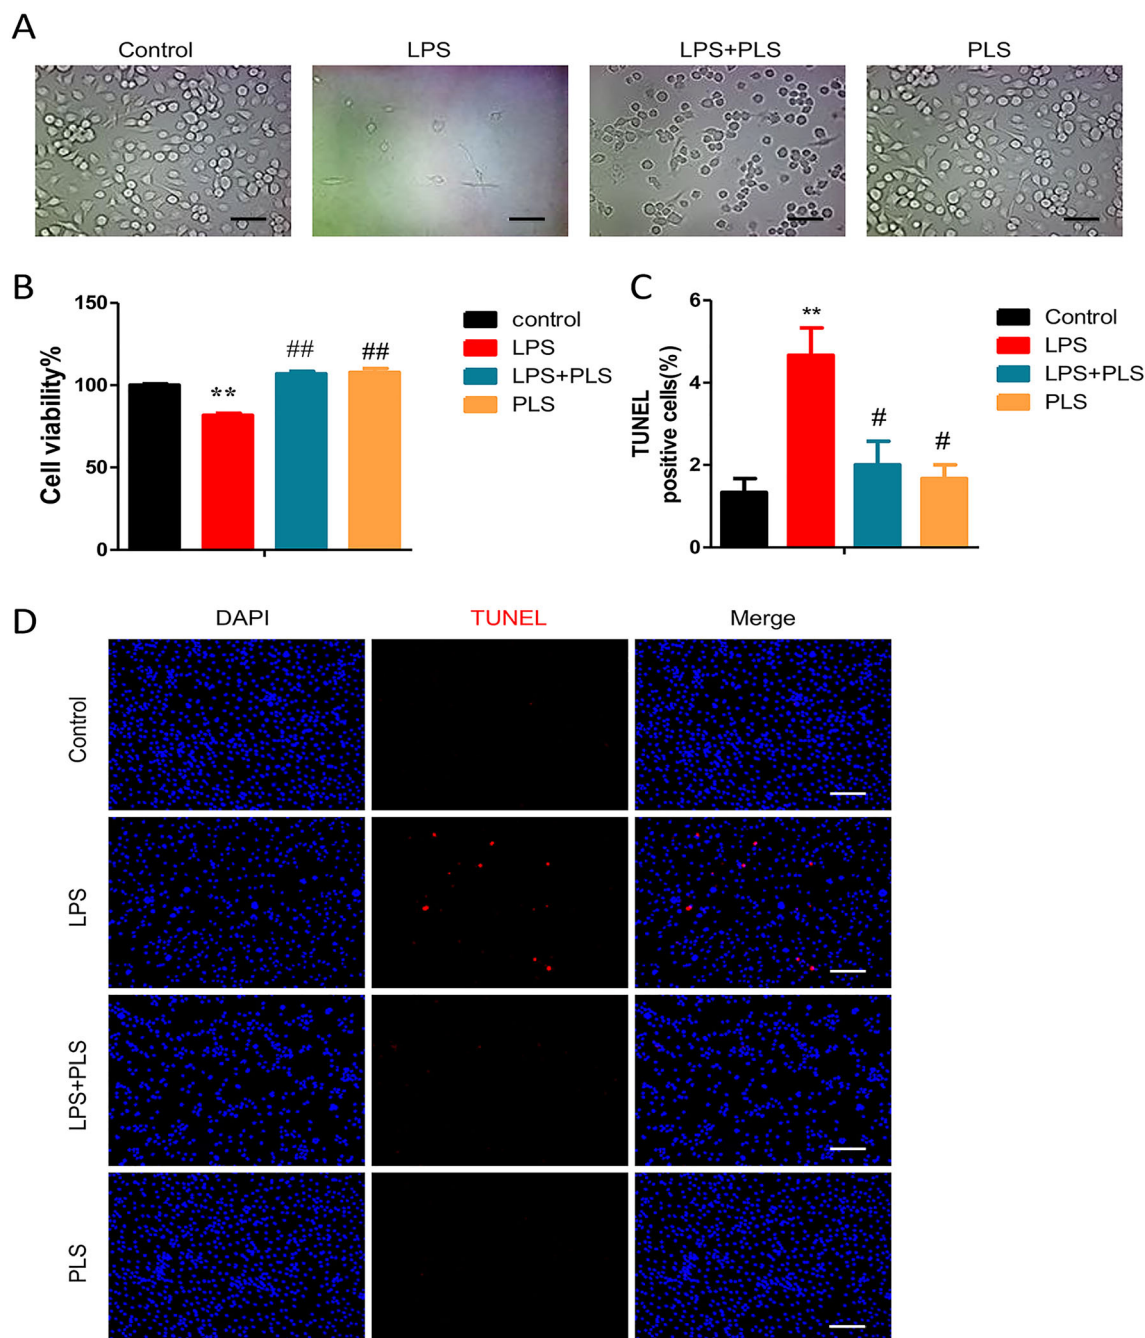 A
Control LPS LPS+PLS PLS
B
Cell viability%
150
100
50
0
**
##
##
control
LPS
LPS+PLS
PLS
C
TUNEL
positive cells(%)
6
4
2
0
**
#
#
Control
LPS
LPS+PLS
PLS
D
DAPI TUNEL Merge
Control
LPS
LPS+PLS
PLS